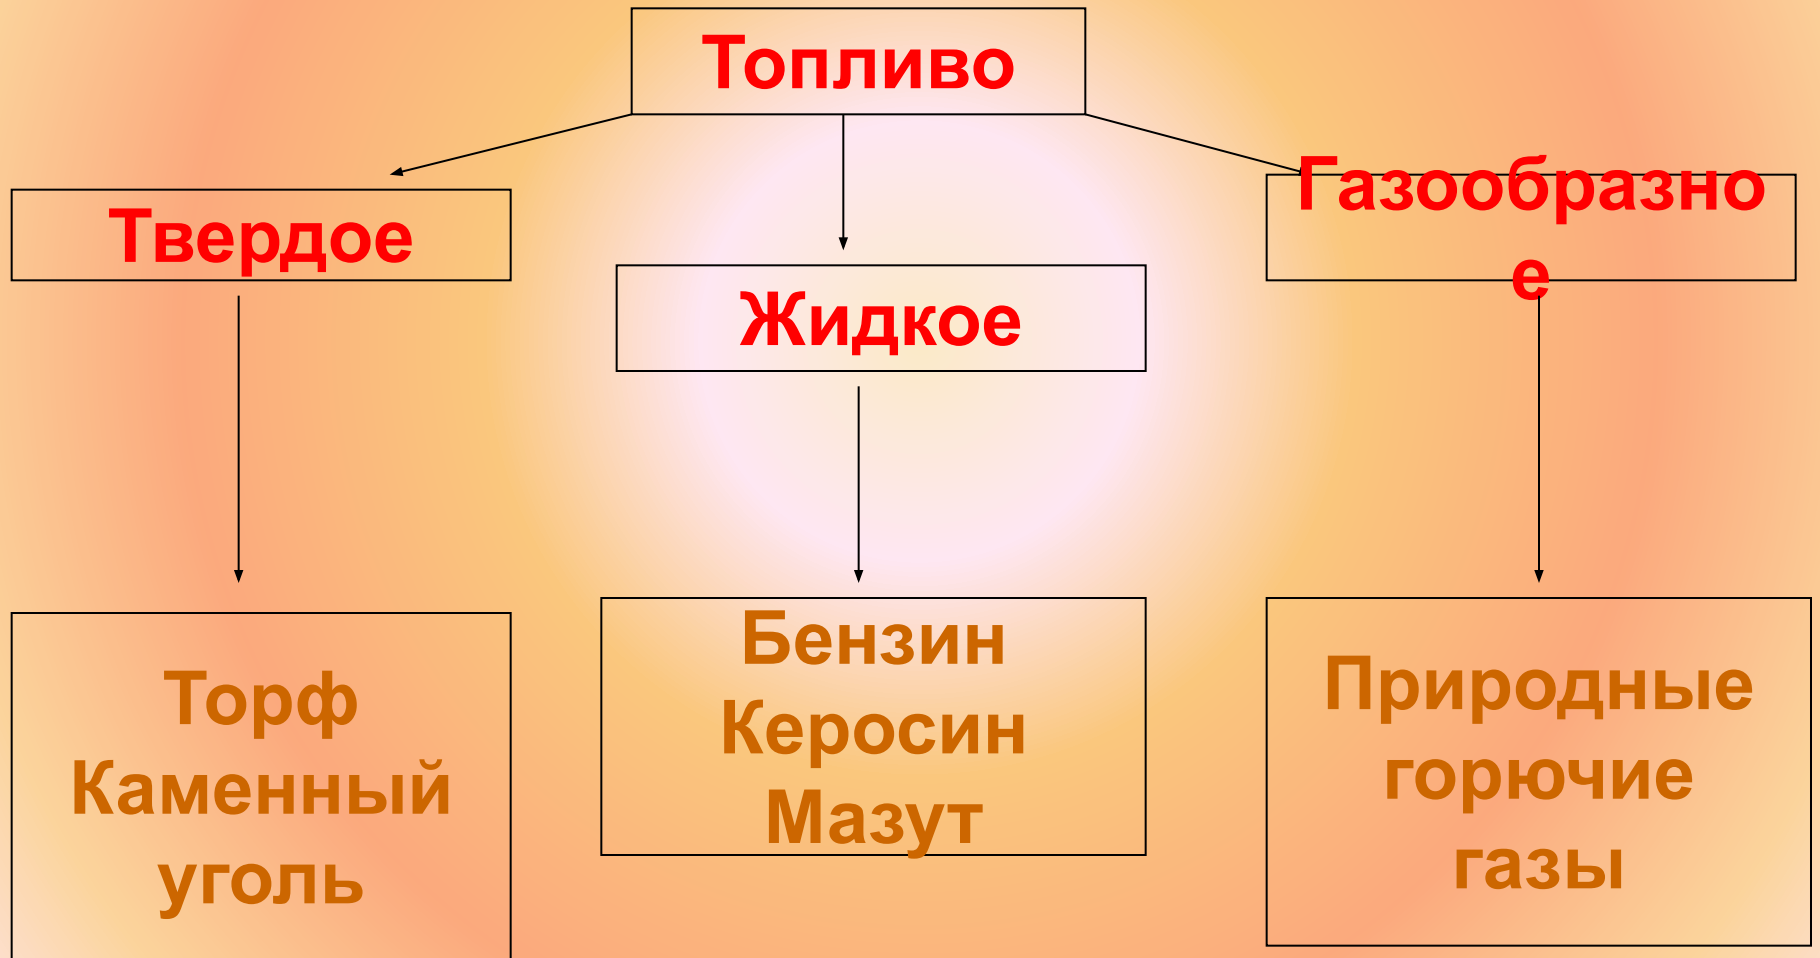 Топливо
Твердое
Жидкое
Газообразно
е
Торф
Каменный
уголь
Бензин
Керосин
Мазут
Природные
горючие
газы